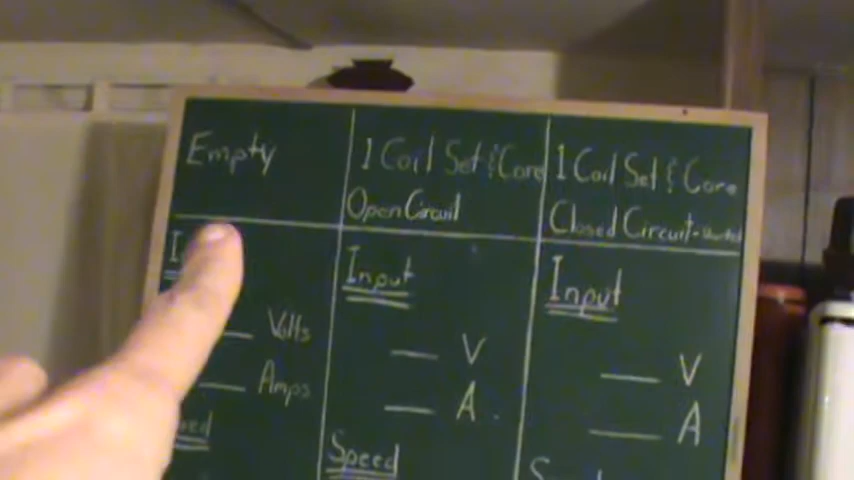 Empty
1 Coil Set & Core
Open Circuit
1 Coil Set & Core
Closed Circuit - Shorted
Input
Input
Volts
Amps
V
A
V
A
Speed